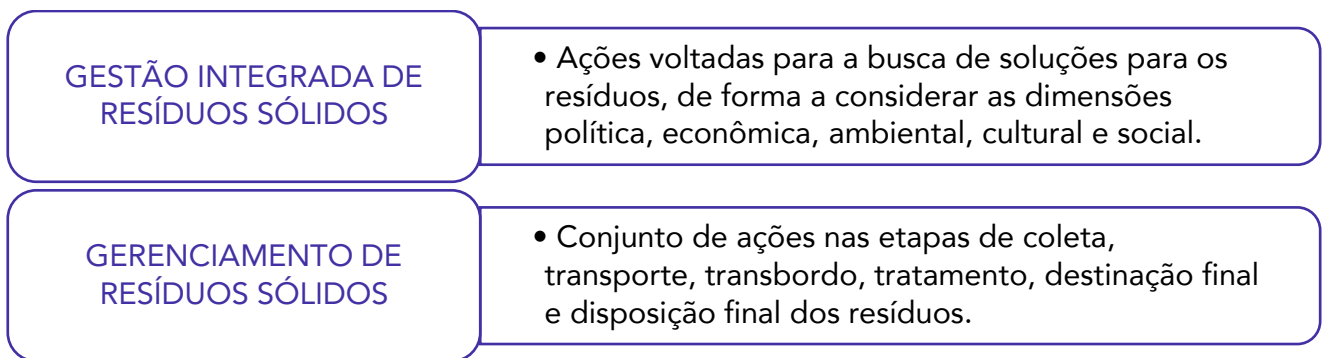 GESTÃO INTEGRADA DE
RESÍDUOS SÓLIDOS
• Ações voltadas para a busca de soluções para os
resíduos, de forma a considerar as dimensões
política, econômica, ambiental, cultural e social.
GERENCIAMENTO DE
RESÍDUOS SÓLIDOS
• Conjunto de ações nas etapas de coleta,
transporte, transbordo, tratamento, destinação final
e disposição final dos resíduos.